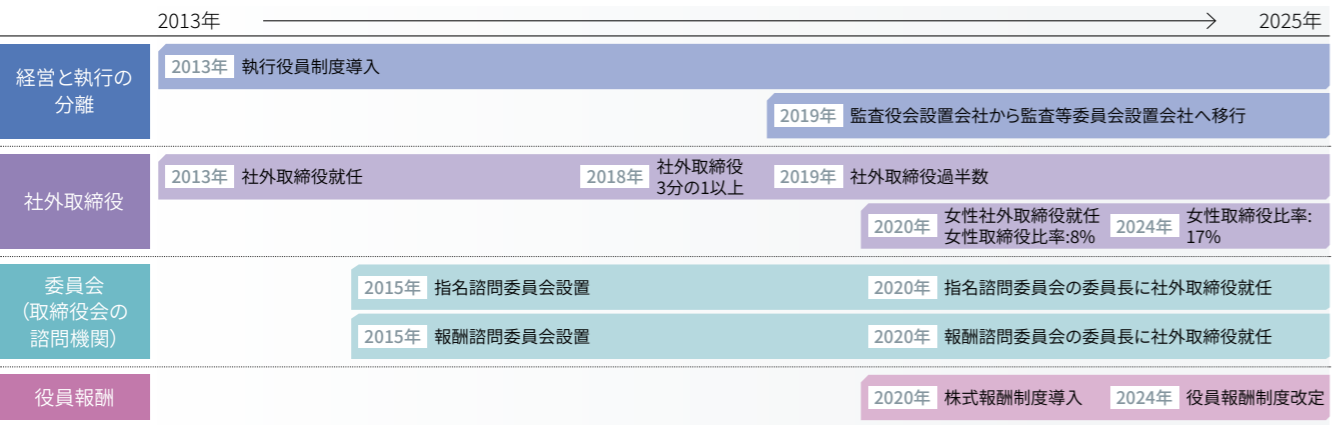 2013年 2025年
経営と執行の
分離
2013年 執行役員制度導入
2019年 監査役会設置会社から監査等委員会設置会社へ移行
社外取締役
2013年 社外取締役就任
2018年 社外取締役
3分の1以上
2019年 社外取締役過半数
2020年 女性社外取締役就任
女性取締役比率:8%
2024年 女性取締役比率:
17%
委員会
（取締役会の
諮問機関）
2015年 指名諮問委員会設置
2020年 指名諮問委員会の委員長に社外取締役就任
2015年 報酬諮問委員会設置
2020年 報酬諮問委員会の委員長に社外取締役就任
役員報酬
2020年 株式報酬制度導入
2024年 役員報酬制度改定